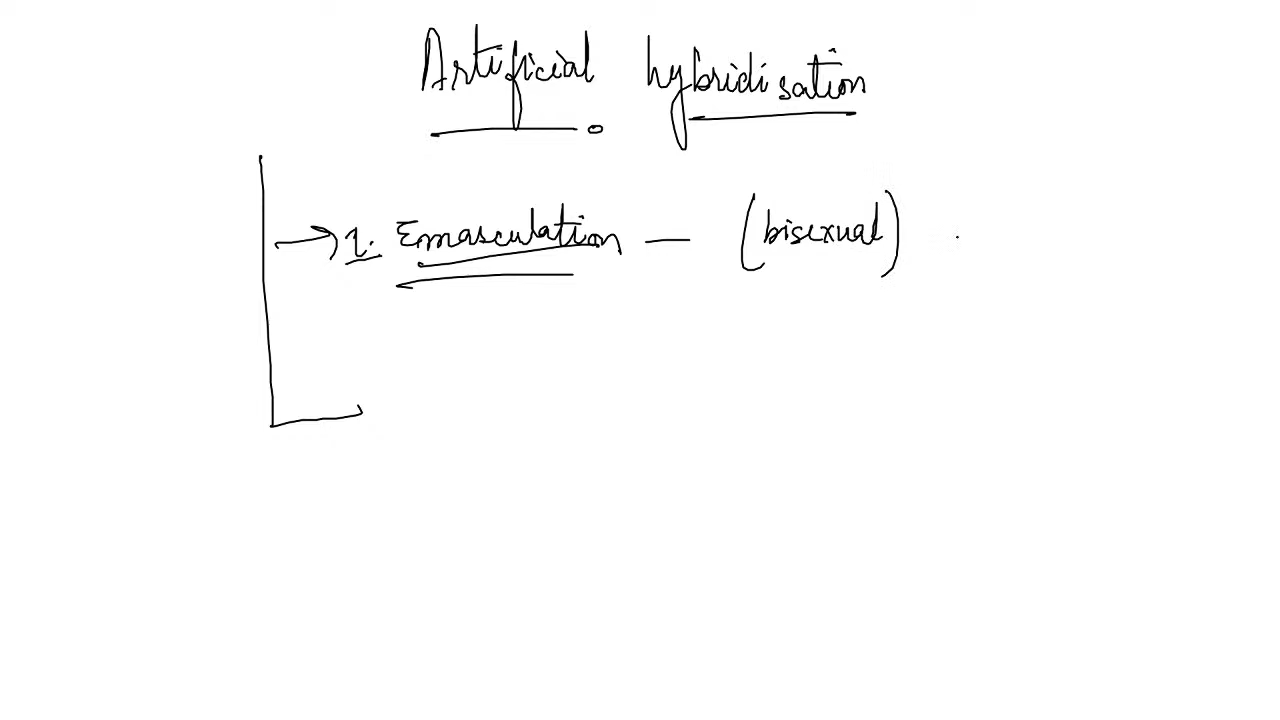 Artificial hybridisation
→ 1. Emasculation — (bisexual)